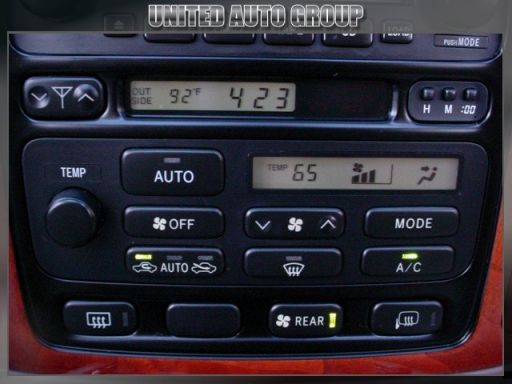 UNITED AUTO GROUP
LOAD
PUSH MODE
OUT SIDE 92°F 4 23
H M :00
TEMP
AUTO
TEMP 65
OFF
MODE
AUTO
A/C
REAR